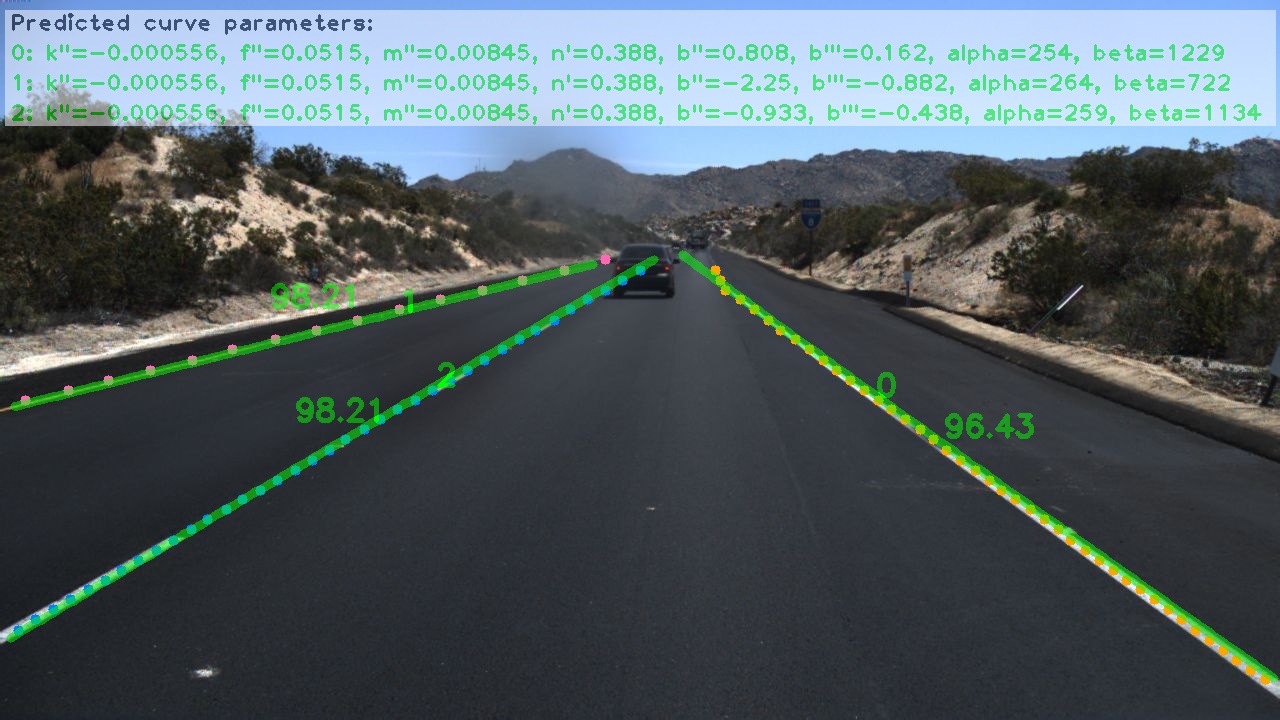 Predicted curve parameters:
0: k''=-0.000556, f''=0.0515, m''=0.00845, n'=0.388, b''=0.808, b'''=0.162, alpha=254, beta=1229
1: k''=-0.000556, f''=0.0515, m''=0.00845, n'=0.388, b''=-2.25, b'''=-0.882, alpha=264, beta=722
2: k''=-0.000556, f''=0.0515, m''=0.00845, n'=0.388, b''=-0.933, b'''=-0.438, alpha=259, beta=1134
98.21 1
2
98.21
0
96.43
8